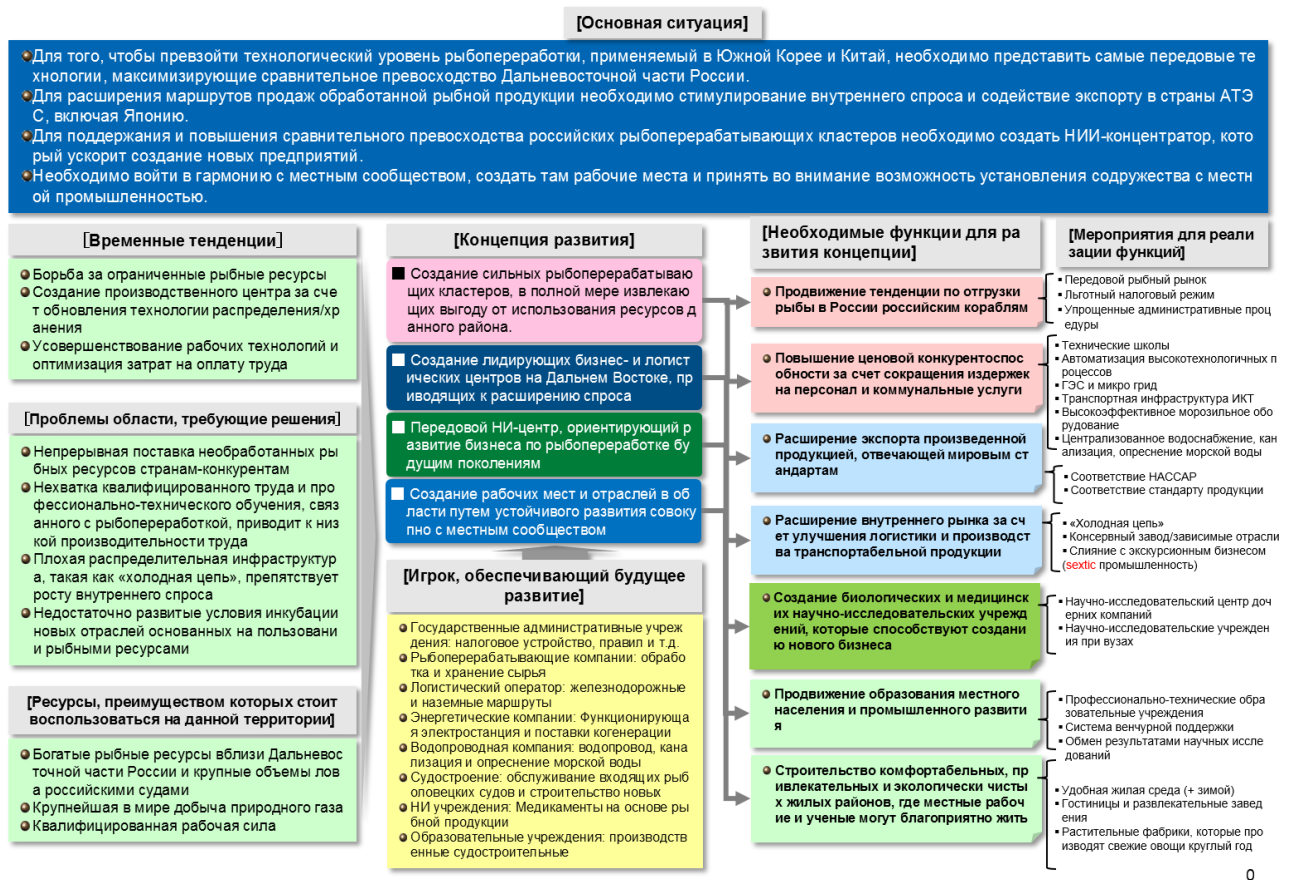 [Основная ситуация]
Для того, чтобы превзойти технологический уровень рыбопереработки, применяемый в Южной Корее и Китай, необходимо представить самые передовые те
хнологии, максимизирующие сравнительное превосходство Дальневосточной части России.
Для расширения маршрутов продаж обработанной рыбной продукции необходимо стимулирование внутреннего спроса и содействие экспорту в страны АТЭ
С, включая Японию.
Для поддержания и повышения сравнительного превосходства российских рыбоперерабатывающих кластеров необходимо создать НИИ-концентратор, кото
рый ускорит создание новых предприятий.
Необходимо войти в гармонию с местным сообществом, создать там рабочие места и принять во внимание возможность установления содружества с местн
ой промышленностью.
[Временные тенденции]
Борьба за ограниченные рыбные ресурсы
Создание производственного центра за сче
т обновления технологии распределения/хр
анения
Усовершенствование рабочих технологий и
оптимизация затрат на оплату труда
[Проблемы области, требующие решения]
Непрерывная поставка необработанных ры
бных ресурсов странам-конкурентам
Нехватка квалифицированного труда и про
фессионально-технического обучения, связ
анного с рыбопереработкой, приводит к низ
кой производительности труда
Плохая распределительная инфраструктур
а, такая как «холодная цепь», препятствует
росту внутреннего спроса
Недостаточно развитые условия инкубации
новых отраслей основанных на пользовани
и рыбными ресурсами
[Ресурсы, преимуществом которых стоит
воспользоваться на данной территории]
Богатые рыбные ресурсы вблизи Дальневос
точной части России и крупные объемы лов
а российскими судами
Крупнейшая в мире добыча природного газа
Квалифицированная рабочая сила
[Концепция развития]
Создание сильных рыбоперерабатываю
щих кластеров, в полной мере извлекаю
щих выгоду от использования ресурсов д
анного района.
Создание лидирующих бизнес- и логист
ических центров на Дальнем Востоке, пр
иводящих к расширению спроса
Передовой НИ-центр, ориентирующий р
азвитие бизнеса по рыбопереработке бу
дущим поколениям
Создание рабочих мест и отраслей в об
ласти путем устойчивого развития совоку
пно с местным сообществом
[Игрок, обеспечивающий будущее
развитие]
Государственные административные учреж
дения: налоговое устройство, правил и т.д.
Рыбоперерабатывающие компании: обрабо
тка и хранение сырья
Логистический оператор: железнодорожные
и наземные маршруты
Энергетические компании: Функционирующа
я электростанция и поставки когенерации
Водопроводная компания: водопровод, кана
лизация и опреснение морской воды
Судостроение: обслуживание входящих рыб
оловецких судов и строительство новых
НИ учреждения: Медикаменты на основе ры
бной продукции
Образовательные учреждения: производств
енные судостроительные
[Необходимые функции для ра
звития концепции]
Продвижение тенденции по отгрузки
рыбы в России российским кораблям
Повышение ценовой конкурентоспос
обности за счет сокращения издержек
на персонал и коммунальные услуги
Расширение экспорта произведенной
продукцией, отвечающей мировым ст
андартам
Расширение внутреннего рынка за сч
ет улучшения логистики и производст
ва транспортабельной продукции
Создание биологических и медицинск
их научно-исследовательских учрежд
ений, которые способствуют создани
ю нового бизнеса
Продвижение образования местного
населения и промышленного развити
я
Строительство комфортабельных, пр
ивлекательных и экологически чисты
х жилых районов, где местные рабоч
ие и ученые могут благоприятно жить
[Мероприятия для реали
зации функций]
Передовой рыбный рынок
Льготный налоговый режим
Упрощенные административные проц
едуры
Технические школы
Автоматизация высокотехнологичных п
роцессов
ГЭС и микро грид
Транспортная инфраструктура ИКТ
Высокоэффективное морозильное обо
рудование
Централизованное водоснабжение, кан
ализация, опреснение морской воды
Соответствие HACCAP
Соответствие стандарту продукции
«Холодная цепь»
Консервный завод/зависимые отрасли
Слияние с экскурсионным бизнесом
(sextic промышленность)
Научно-исследовательский центр доч
ерних компаний
Научно-исследовательские учрежден
ия при вузах
Профессионально-технические обра
зовательные учреждения
Система венчурной поддержки
Обмен результатами научных иссле
дований
Удобная жилая среда (+ зимой)
Гостиницы и развлекательные завед
ения
Растительные фабрики, которые про
изводят свежие овощи круглый год
0